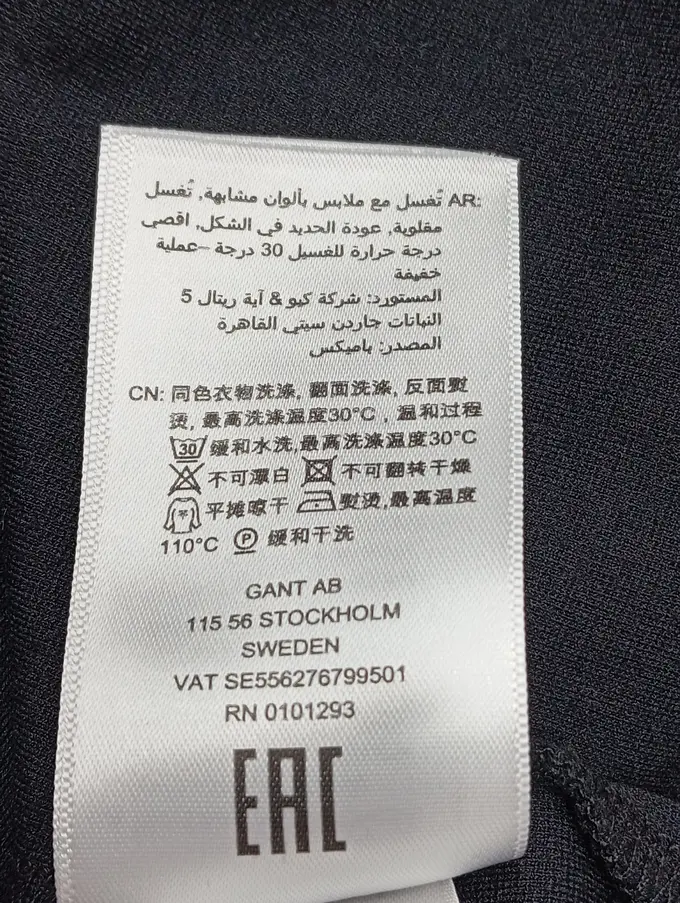 AR: تُغسل مع ملابس بألوان مشابهة, تُغسل
مقلوبة, عودة الحديد في الشكل, اقصي
درجة حرارة للغسيل 30 درجة –عملية
خفيفة
المستورد: شركة كيو & آية ريتال 5
النباتات جاردن سيتي القاهرة
المصدر: باميكس
CN: 同色衣物洗涤, 翻面洗涤, 反面熨
烫, 最高洗涤温度30°C , 温和过程
30 缓和水洗,最高洗涤温度30°C
不可漂白 不可翻转干燥
平 平摊晾干 熨烫,最高温度
110°C P 缓和干洗
GANT AB
115 56 STOCKHOLM
SWEDEN
VAT SE556276799501
RN 0101293
EAC